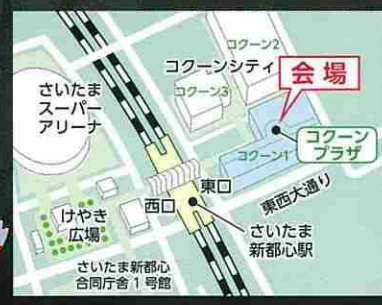 コクーン2
コクーンシティ
コクーン3
会場
さいたま
スーパー
アリーナ
コクーン
プラザ
コクーン1
東口
西口
東西大通り
けやき
広場
さいたま
新都心駅
さいたま新都心
合同庁舎1号館